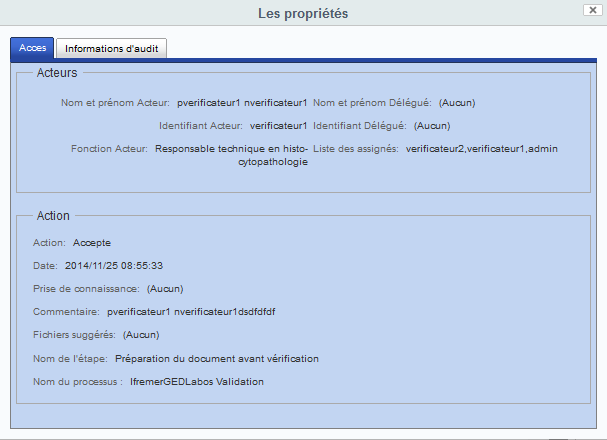 Les propriétés
Acces Informations d'audit
Acteurs
Nom et prénom Acteur: pverificateur1 nverificateur1 Nom et prénom Délégué: (Aucun)
Identifiant Acteur: verificateur1 Identifiant Délégué: (Aucun)
Fonction Acteur: Responsable technique en histo- Liste des assignés: verificateur2,verificateur1,admin
cytopathologie
Action
Action: Accepte
Date: 2014/11/25 08:55:33
Prise de connaissance: (Aucun)
Commentaire: pverificateur1 nverificateur1dsdfdfdf
Fichiers suggérés: (Aucun)
Nom de l'étape: Préparation du document avant vérification
Nom du processus : IfremerGEDLabos Validation